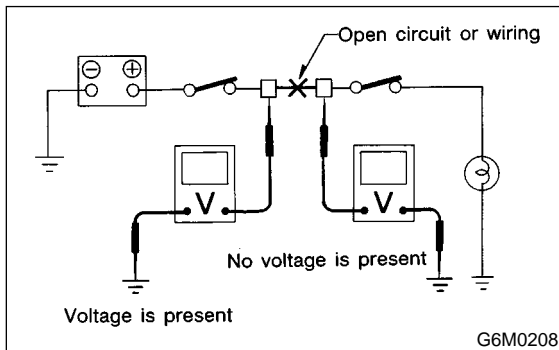 Open circuit or wiring
⊖ ⊕
V
V
No voltage is present
Voltage is present
G6M0208